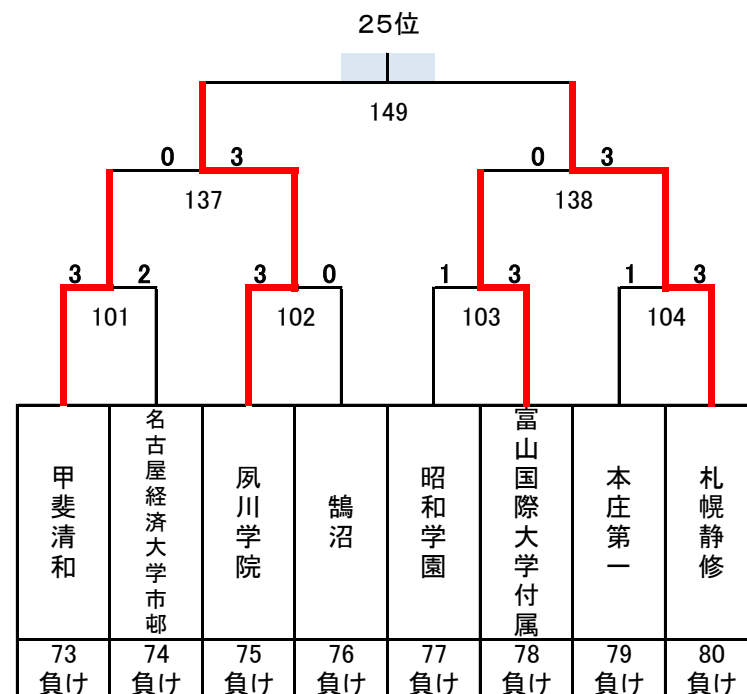 25位
149
0 3 0 3
137 138
3 2 3 0 1 3 1 3
101 102 103 104
甲斐清和
名古屋経済大学市邨
夙川学院
鵠沼
昭和学園
富山国際大学付属
本庄第一
札幌静修
73 74 75 76 77 78 79 80
負け 負け 負け 負け 負け 負け 負け 負け